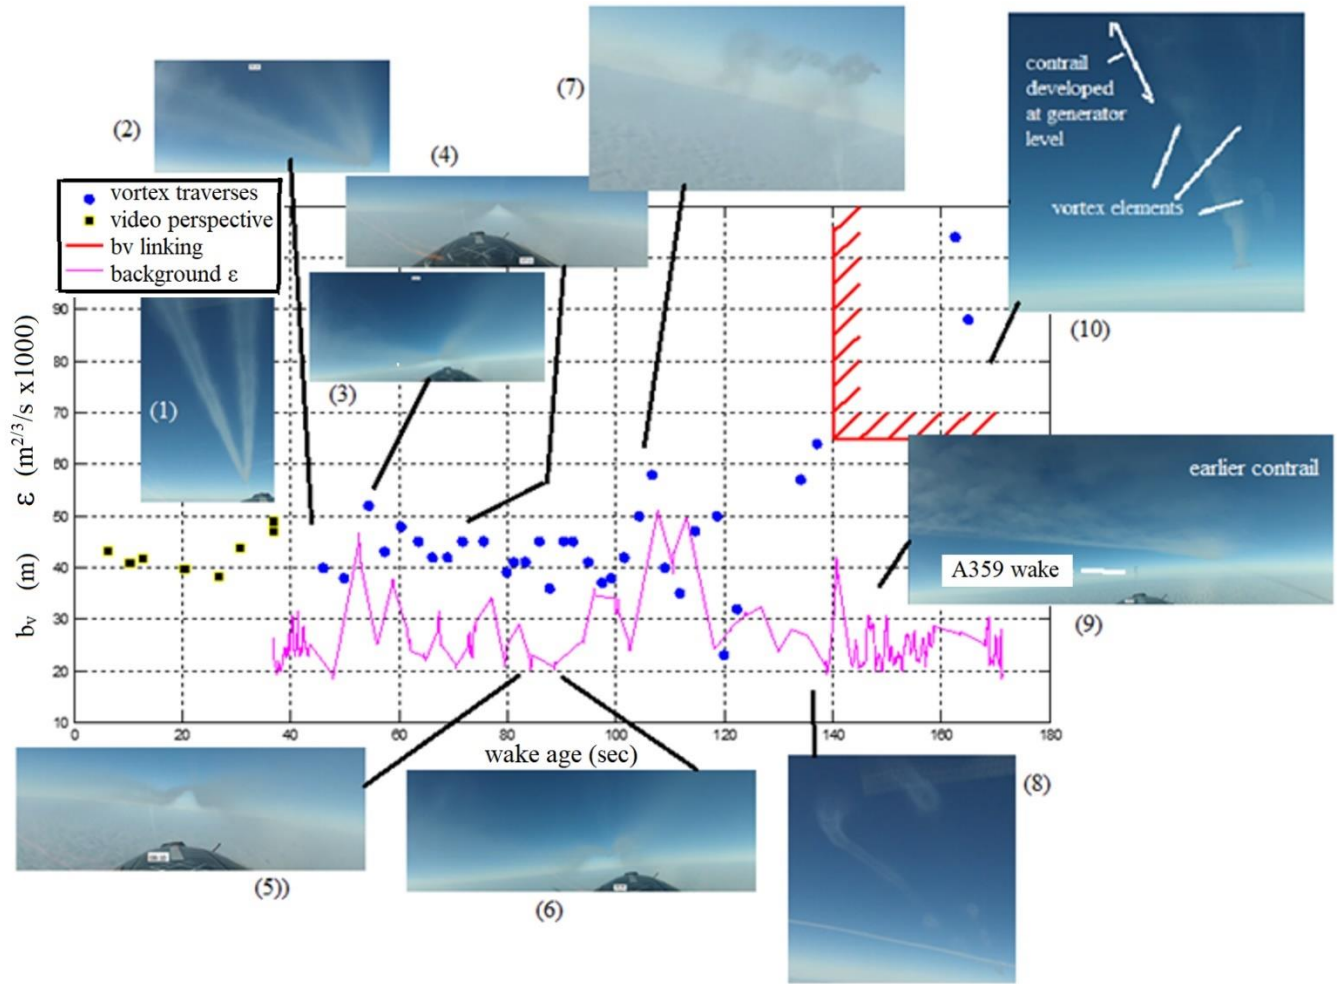 (7)
contrail
developed
at generator
level
vortex elements
(10)
(2)
(4)
vortex traverses
video perspective
bv linking
background ε
(1)
(3)
90
80
70
60
50
40
30
20
10
ε (m2/3/s x1000)
bv (m)
0
20
40
60
80
100
120
140
160
180
wake age (sec)
earlier contrail
A359 wake
(9)
(5))
(6)
(8)